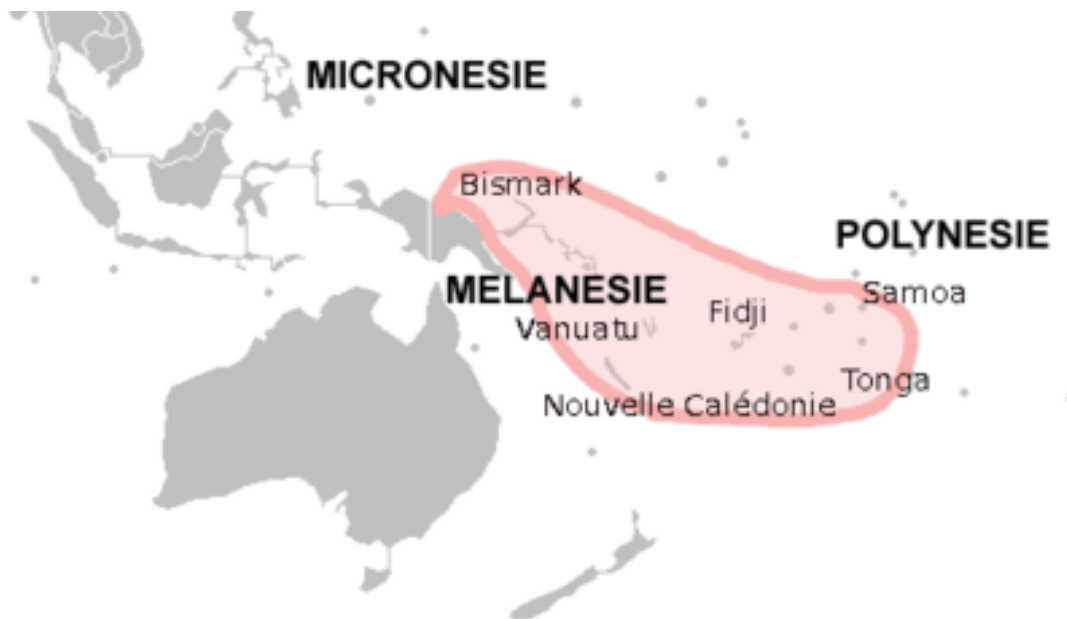 MICRONESIE
Bismark
POLYNESIE
MELANESIE
Samoa
Fidji
Vanuatu
Tonga
Nouvelle Calédonie